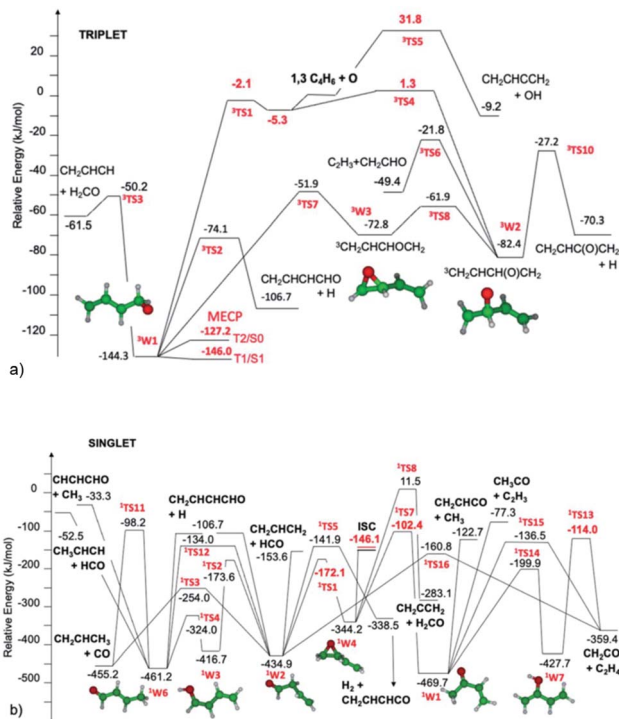 TRIPLET
Relative Energy (kJ/mol)
20
0
-20
-40
-60
-80
-100
-120
31.8
³TS5
1,3 C₄H₆ + O
-2.1
³TS1
-5.3
1.3
³TS4
CH₂CHCCH₂
+ OH
-9.2
-21.8
³TS6
-27.2
³TS10
C₂H₃+CH₂CHO
-49.4
CH₂CHCH
+ H₂CO
-50.2
³TS3
-61.5
-51.9
³TS7
³W3
-72.8
³CH₂CHCHOCH₂
-61.9
³TS8
³W2
-82.4
³CH₂CHCH(O)CH₂
-70.3
CH₂CHC(O)CH₂
+ H
-74.1
³TS2
CH₂CHCHCHO
+ H
-106.7
³W1
-144.3
MECP
-127.2
T2/S0
-146.0
T1/S1
a)
SINGLET
Relative Energy (kJ/mol)
0
-100
-200
-300
-400
-500
CHCHCHO
+ CH₃
-33.3
-52.5
CH₃CHCH
+ HCO
¹TS11
-98.2
CH₂CHCHCHO
+ H
-106.7
-134.0
¹TS12
¹TS2
-173.6
¹TS3
-254.0
¹TS4
-324.0
CH₂CHCH₂
+ HCO
-153.6
¹TS5
-141.9
ISC
-146.1
-172.1
¹TS1
¹TS8
11.5
¹TS7
-102.4
CH₂CHCO
+ CH₃
-122.7
CH₃CO
+ C₂H₃
-77.3
¹TS15
-136.5
¹TS14
-199.9
¹TS13
-114.0
-160.8
¹TS16
-283.1
CH₂CCH₂
+ H₂CO
CH₂CHCH₃
+ CO
-455.2
-461.2
¹W6
-416.7
¹W3
-434.9
¹W2
-344.2
¹W4
-338.5
H₂ +
CH₂CHCHCO
-469.7
¹W1
-427.7
¹W7
-359.4
CH₂CO
+ C₂H₄
b)